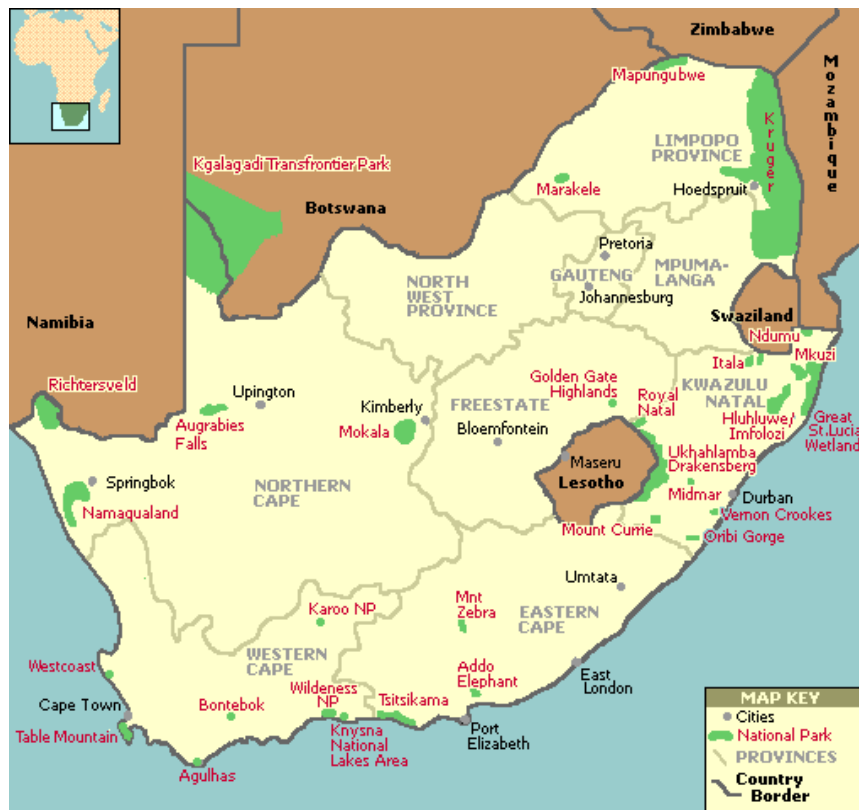 Zimbabwe
Mozambique
Mapungubwe
Kruger
LIMPOPO
PROVINCE
Kgalagadi Transfrontier Park
Marakele
Hoedspruit
Botswana
Pretoria
GAUTENG
MPUMA-
LANGA
NORTH
WEST
PROVINCE
Johannesburg
Swaziland
Namibia
Ndumu
Mkuzi
Itala
Richtersveld
Golden Gate
Highlands
Royal
Natal
KWAZULU
NATAL
Upington
Kimberly
FREESTATE
Augrabies
Falls
Mokala
Bloemfontein
Hluhluwe/
Imfolozi
Great
St.Lucia
Wetland
Ukhahlamba
Drakensberg
Maseru
Lesotho
Springbok
NORTHERN
CAPE
Midmar
Durban
Namaqualand
Vernon Crookes
Mount Currie
Oribi Gorge
Umtata
Mnt
Zebra
Karoo NP
EASTERN
CAPE
WESTERN
CAPE
Westcoast
Addo
Elephant
East
London
Wilderness
NP
Tsitsikama
Cape Town
Bontebok
Table Mountain
Knysna
National
Lakes Area
Port
Elizabeth
Agulhas
MAP KEY
Cities
National Park
PROVINCES
Country
Border